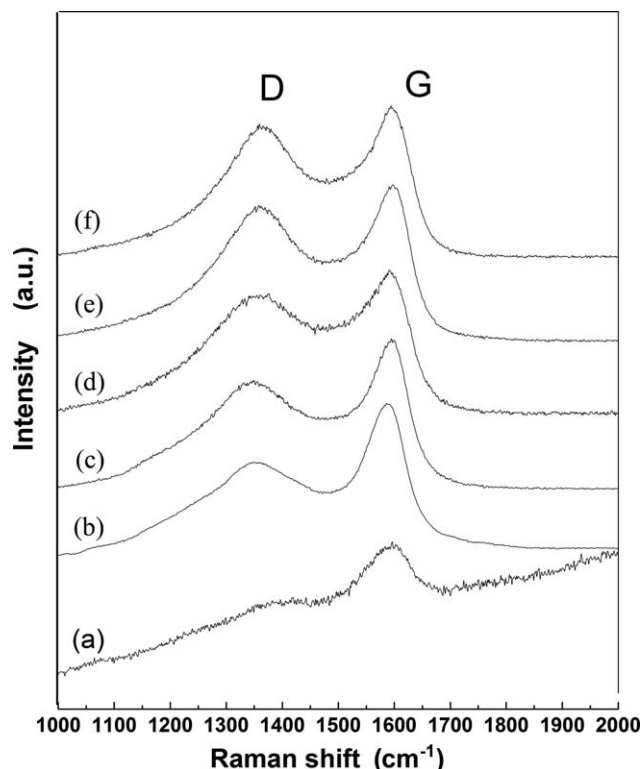 D G
(f)
(e)
(d)
(c)
(b)
(a)
Intensity (a.u.)
1000 1100 1200 1300 1400 1500 1600 1700 1800 1900 2000
Raman shift (cm⁻¹)